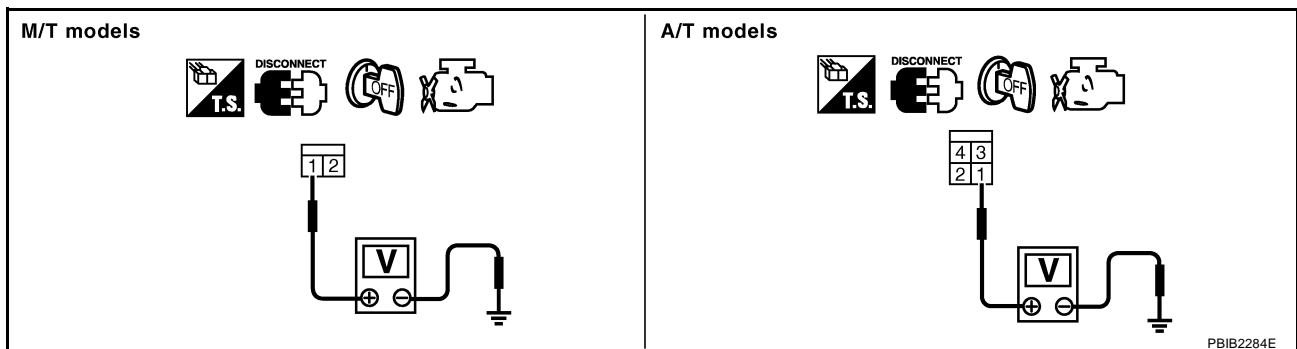 M/T models
DISCONNECT
T.S.
OFF
1 2
V
+ −
A/T models
DISCONNECT
T.S.
OFF
4 3
2 1
V
+ −
PBIB2284E